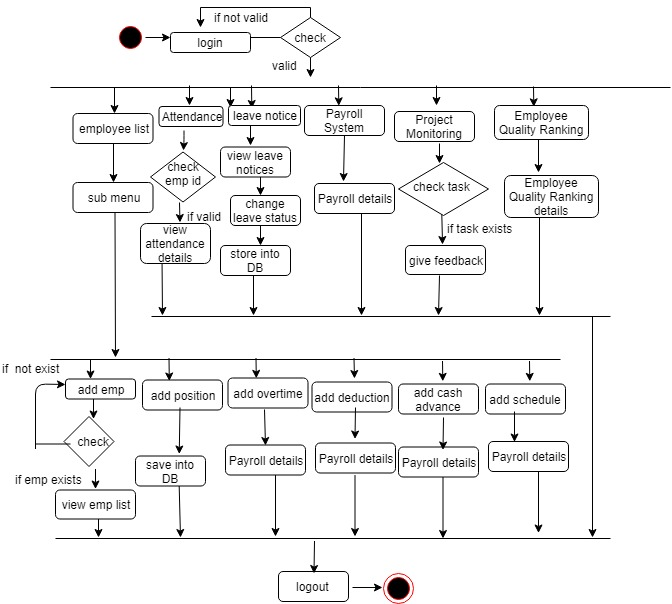 if not valid
login
check
valid
employee list
Attendance
leave notice
Payroll
System
Project
Monitoring
Employee
Quality Ranking
check
emp id
view leave
notices
check task
sub menu
Payroll details
Employee
Quality Ranking
details
change
leave status
if valid
view
attendance
details
if task exists
store into
DB
give feedback
if not exist
add emp
add position
add overtime
add deduction
add cash
advance
add schedule
check
save into
DB
Payroll details
Payroll details
Payroll details
Payroll details
if emp exists
view emp list
logout